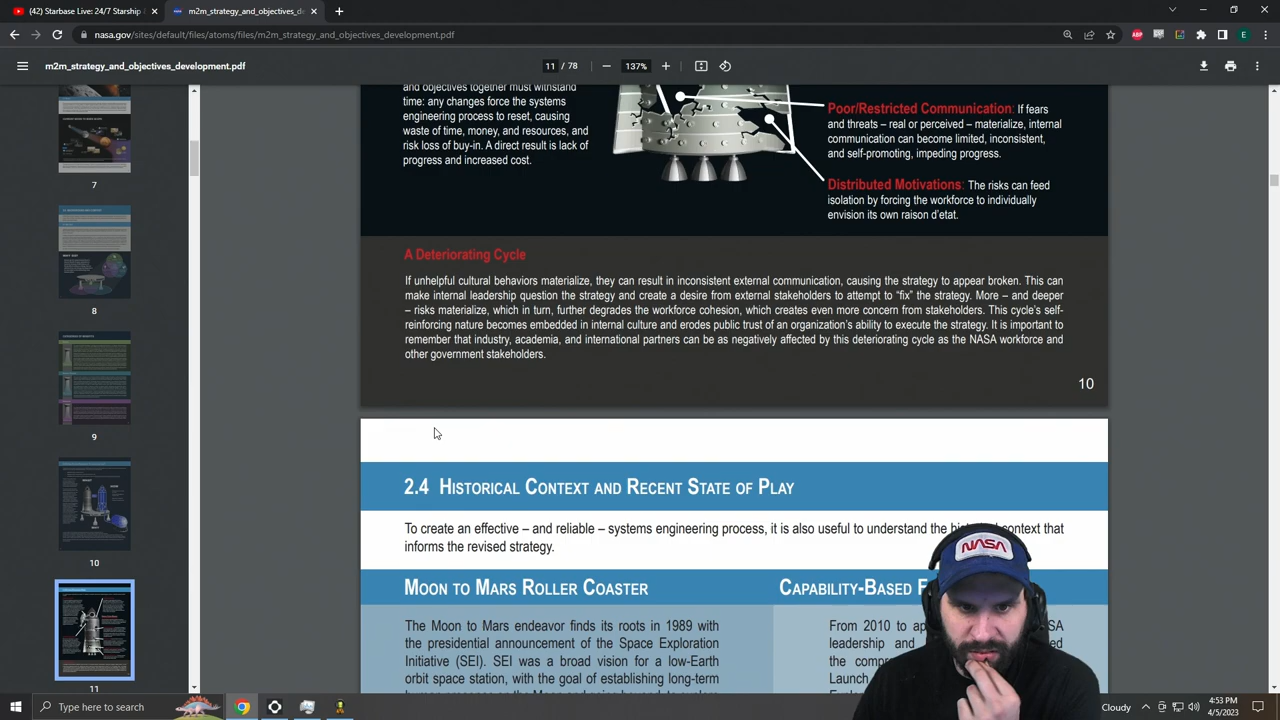 (42) Starbase Live: 24/7 Starship
m2m_strategy_and_objectives_de
nasa.gov/sites/default/files/atoms/files/m2m_strategy_and_objectives_development.pdf
ABP
E
m2m_strategy_and_objectives_development.pdf
11 / 78
137%
7
8
9
10
11
and objectives together must withstand
time: any changes force the systems
engineering process to reset, causing
waste of time, money, and resources, and
risk loss of buy-in. A direct result is lack of
progress and increased cost.
Poor/Restricted Communication: If fears
and threats – real or perceived – materialize, internal
communication can become limited, inconsistent,
and self-promoting, impeding progress.
Distributed Motivations: The risks can feed
isolation by forcing the workforce to individually
envision its own raison d'etat.
A Deteriorating Cycle
If unhelpful cultural behaviors materialize, they can result in inconsistent external communication, causing the strategy to appear broken. This can
make internal leadership question the strategy and create a desire from external stakeholders to attempt to “fix” the strategy. More – and deeper
– risks materialize, which in turn, further degrades the workforce cohesion, which creates even more concern from stakeholders. This cycle's self-
reinforcing nature becomes embedded in internal culture and erodes public trust of an organization's ability to execute the strategy. It is important to
remember that industry, academia, and international partners can be as negatively affected by this deteriorating cycle as the NASA workforce and
other government stakeholders.
10
2.4 Historical Context and Recent State of Play
To create an effective – and reliable – systems engineering process, it is also useful to understand the context that
informs the revised strategy.
Moon to Mars Roller Coaster
The Moon to Mars endeavor finds its roots in 1989 with
the presidential announcement of the Space Exploration
Initiative (SEI). SEI was a broad vision for a low-Earth
orbit space station, with the goal of establishing long-term
Capability-Based
From 2010 to
leadership and
the
Launch
NASA
Type here to search
Cloudy
4:53 PM
4/5/2023